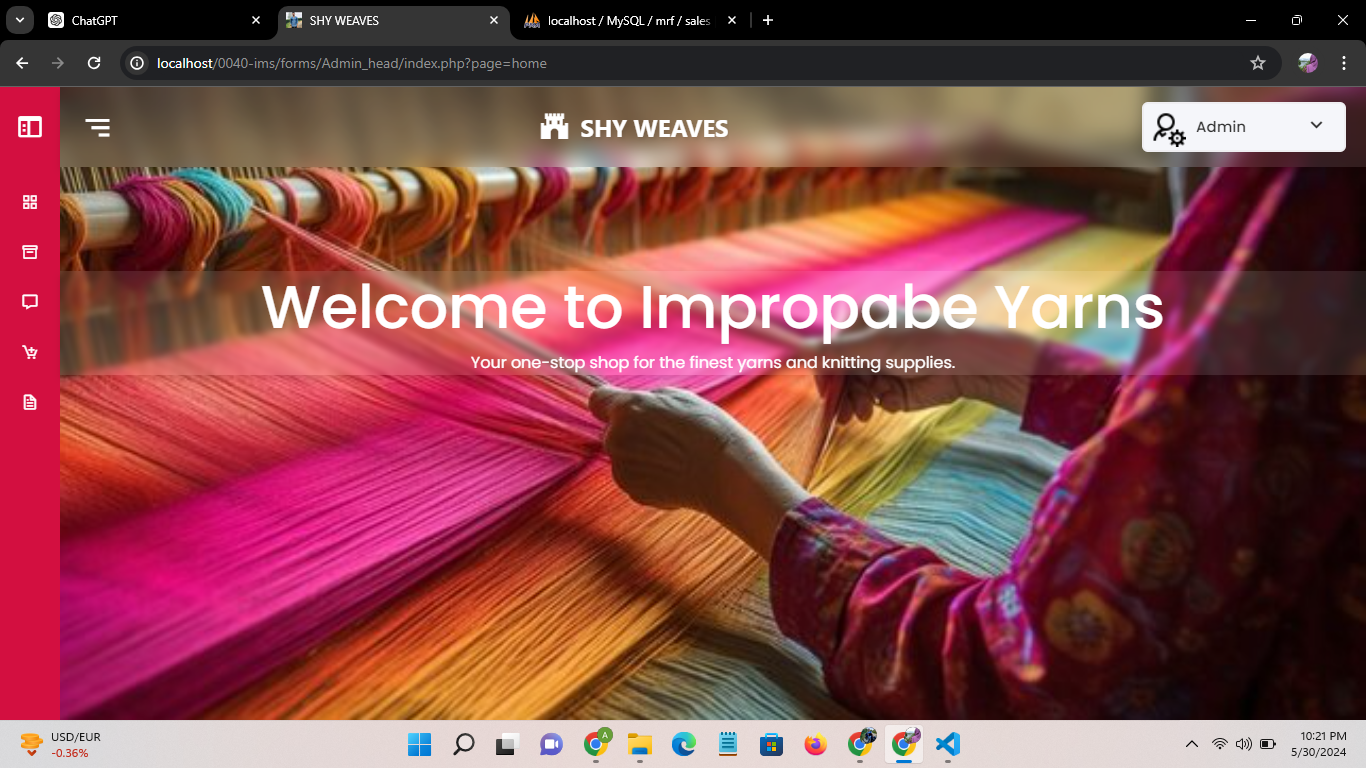 ChatGPT
SHY WEAVES
localhost / MySQL / mrf / sales
localhost/0040-ims/forms/Admin_head/index.php?page=home
SHY WEAVES
Admin
Welcome to Impropabe Yarns
Your one-stop shop for the finest yarns and knitting supplies.
USD/EUR
-0.36%
A
10:21 PM
5/30/2024